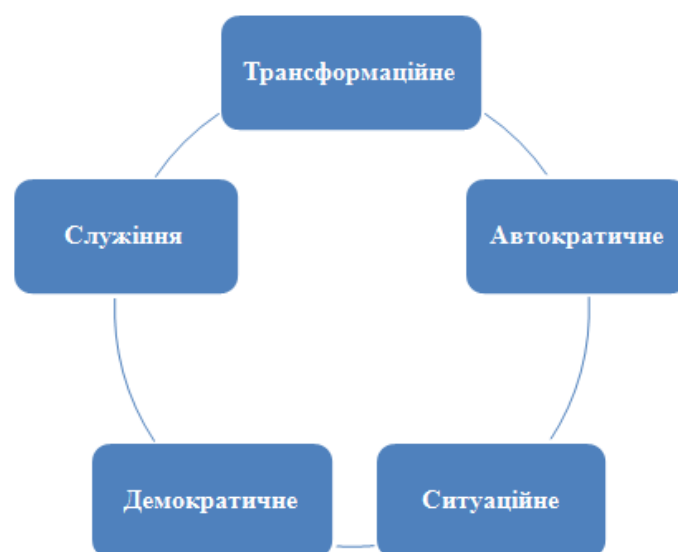 Трансформаційне
Служіння
Автократичне
Демократичне
Ситуаційне